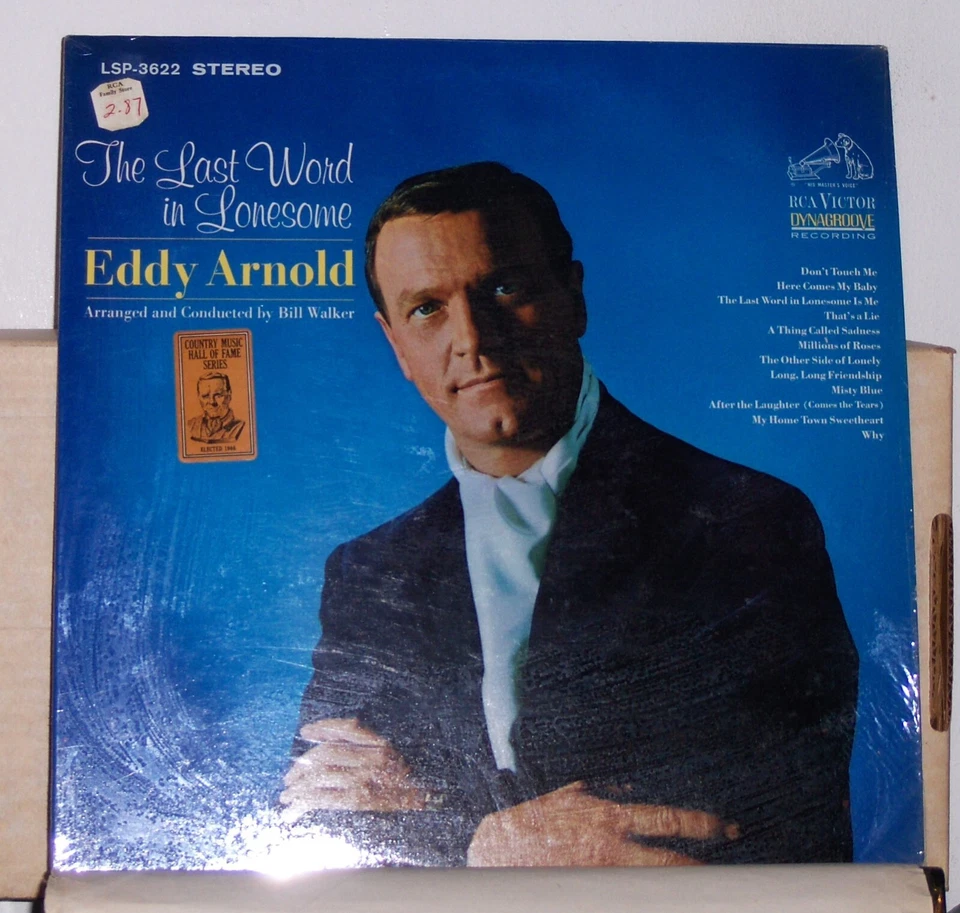 LSP-3622 STEREO
RCA
Family Store
2.87
The Last Word
in Lonesome
Eddy Arnold
Arranged and Conducted by Bill Walker
COUNTRY MUSIC
HALL OF FAME
SERIES
ELECTED 1966
"HIS MASTER'S VOICE"
RCA VICTOR
DYNAGROOVE
RECORDING
Don't Touch Me
Here Comes My Baby
The Last Word in Lonesome Is Me
That's a Lie
A Thing Called Sadness
Millions of Roses
The Other Side of Lonely
Long, Long Friendship
Misty Blue
After the Laughter (Comes the Tears)
My Home Town Sweetheart
Why